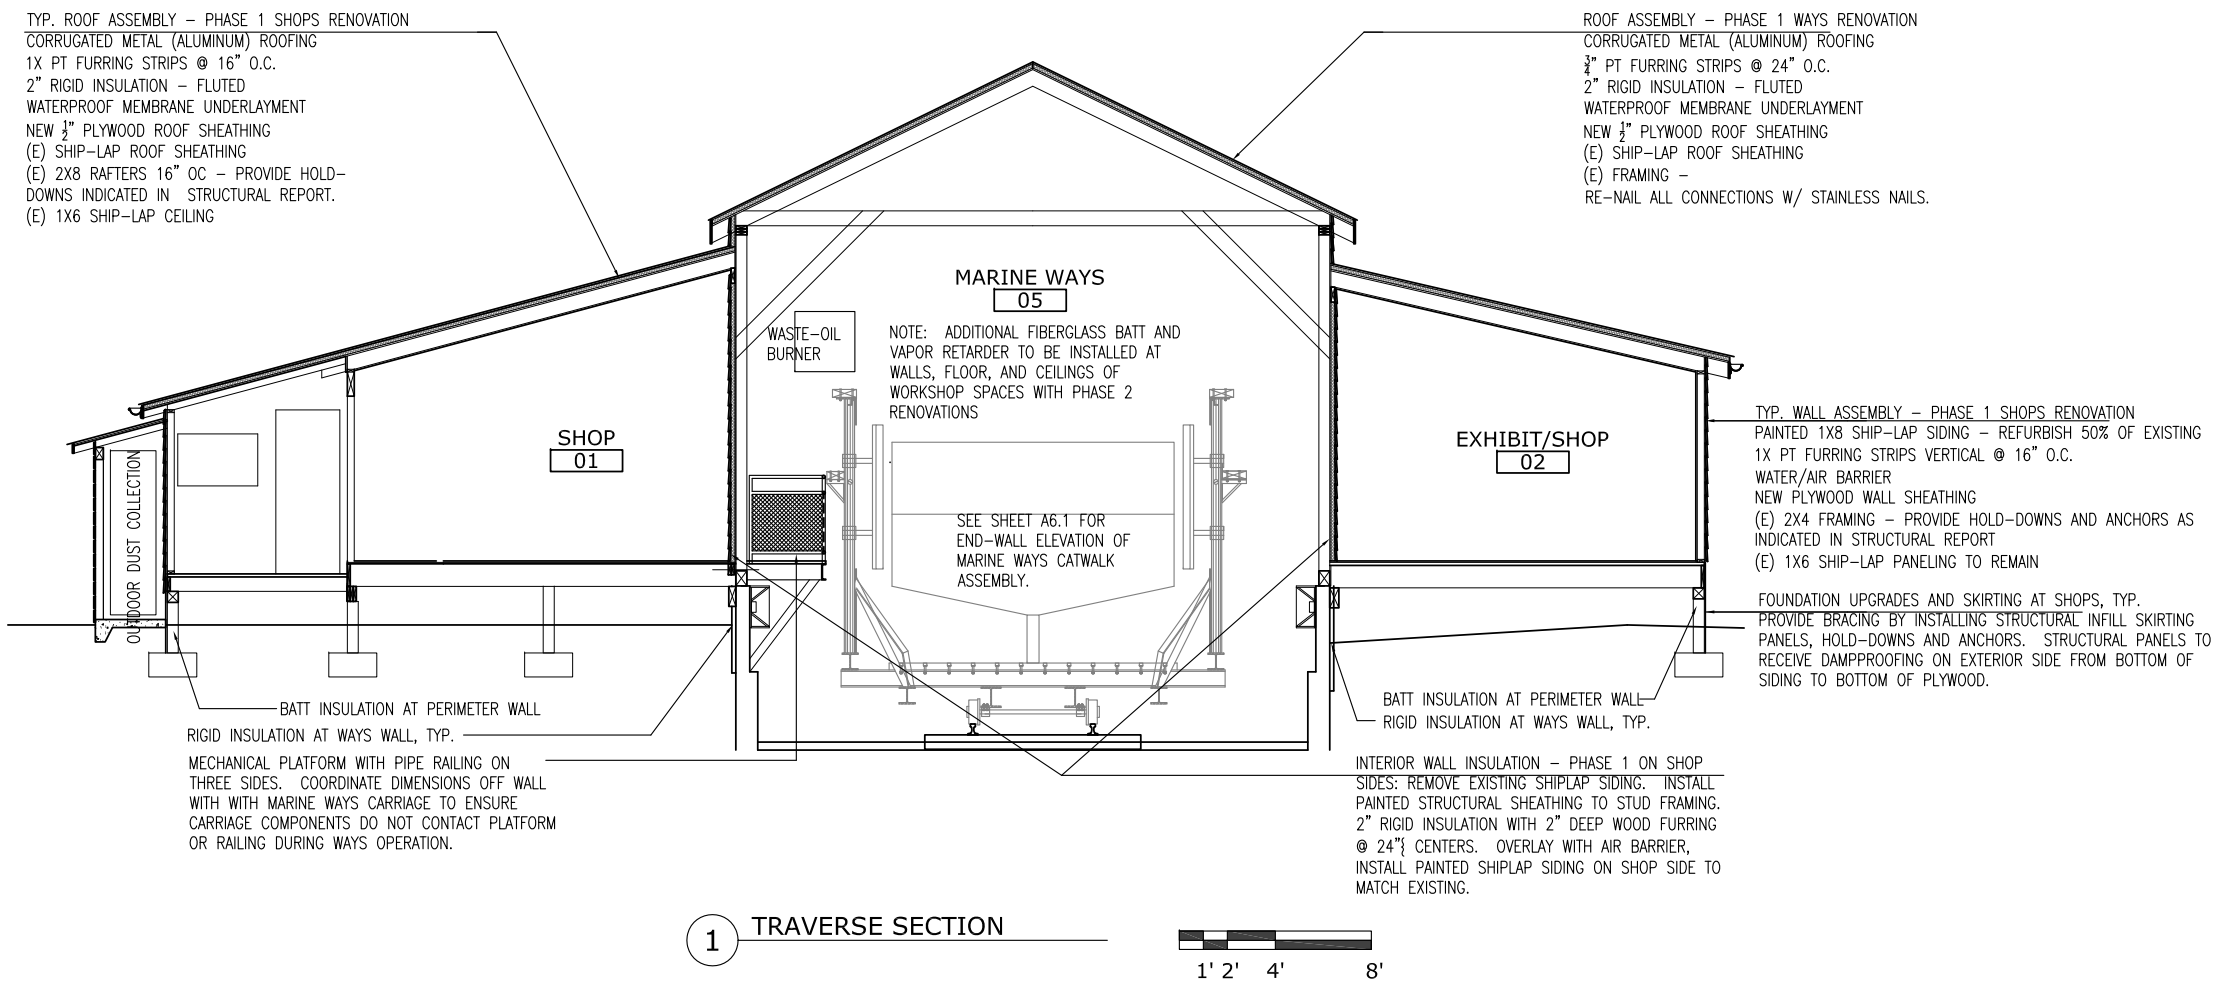 TYP. ROOF ASSEMBLY – PHASE 1 SHOPS RENOVATION
CORRUGATED METAL (ALUMINUM) ROOFING
1X PT FURRING STRIPS @ 16" O.C.
2" RIGID INSULATION – FLUTED
WATERPROOF MEMBRANE UNDERLAYMENT
NEW ½" PLYWOOD ROOF SHEATHING
(E) SHIP–LAP ROOF SHEATHING
(E) 2X8 RAFTERS 16" OC – PROVIDE HOLD–
DOWNS INDICATED IN STRUCTURAL REPORT.
(E) 1X6 SHIP–LAP CEILING
ROOF ASSEMBLY – PHASE 1 WAYS RENOVATION
CORRUGATED METAL (ALUMINUM) ROOFING
¾" PT FURRING STRIPS @ 24" O.C.
2" RIGID INSULATION – FLUTED
WATERPROOF MEMBRANE UNDERLAYMENT
NEW ½" PLYWOOD ROOF SHEATHING
(E) SHIP–LAP ROOF SHEATHING
(E) FRAMING –
RE–NAIL ALL CONNECTIONS W/ STAINLESS NAILS.
MARINE WAYS
05
WASTE–OIL
BURNER
NOTE: ADDITIONAL FIBERGLASS BATT AND
VAPOR RETARDER TO BE INSTALLED AT
WALLS, FLOOR, AND CEILINGS OF
WORKSHOP SPACES WITH PHASE 2
RENOVATIONS
SHOP
01
EXHIBIT/SHOP
02
OUTDOOR DUST COLLECTION
SEE SHEET A6.1 FOR
END–WALL ELEVATION OF
MARINE WAYS CATWALK
ASSEMBLY.
TYP. WALL ASSEMBLY – PHASE 1 SHOPS RENOVATION
PAINTED 1X8 SHIP–LAP SIDING – REFURBISH 50% OF EXISTING
1X PT FURRING STRIPS VERTICAL @ 16" O.C.
WATER/AIR BARRIER
NEW PLYWOOD WALL SHEATHING
(E) 2X4 FRAMING – PROVIDE HOLD–DOWNS AND ANCHORS AS
INDICATED IN STRUCTURAL REPORT
(E) 1X6 SHIP–LAP PANELING TO REMAIN
FOUNDATION UPGRADES AND SKIRTING AT SHOPS, TYP.
PROVIDE BRACING BY INSTALLING STRUCTURAL INFILL SKIRTING
PANELS, HOLD–DOWNS AND ANCHORS. STRUCTURAL PANELS TO
RECEIVE DAMPPROOFING ON EXTERIOR SIDE FROM BOTTOM OF
SIDING TO BOTTOM OF PLYWOOD.
BATT INSULATION AT PERIMETER WALL
RIGID INSULATION AT WAYS WALL, TYP.
MECHANICAL PLATFORM WITH PIPE RAILING ON
THREE SIDES. COORDINATE DIMENSIONS OFF WALL
WITH WITH MARINE WAYS CARRIAGE TO ENSURE
CARRIAGE COMPONENTS DO NOT CONTACT PLATFORM
OR RAILING DURING WAYS OPERATION.
BATT INSULATION AT PERIMETER WALL
RIGID INSULATION AT WAYS WALL, TYP.
INTERIOR WALL INSULATION – PHASE 1 ON SHOP
SIDES: REMOVE EXISTING SHIPLAP SIDING. INSTALL
PAINTED STRUCTURAL SHEATHING TO STUD FRAMING.
2" RIGID INSULATION WITH 2" DEEP WOOD FURRING
@ 24"{ CENTERS. OVERLAY WITH AIR BARRIER,
INSTALL PAINTED SHIPLAP SIDING ON SHOP SIDE TO
MATCH EXISTING.
1 TRAVERSE SECTION
1' 2' 4' 8'